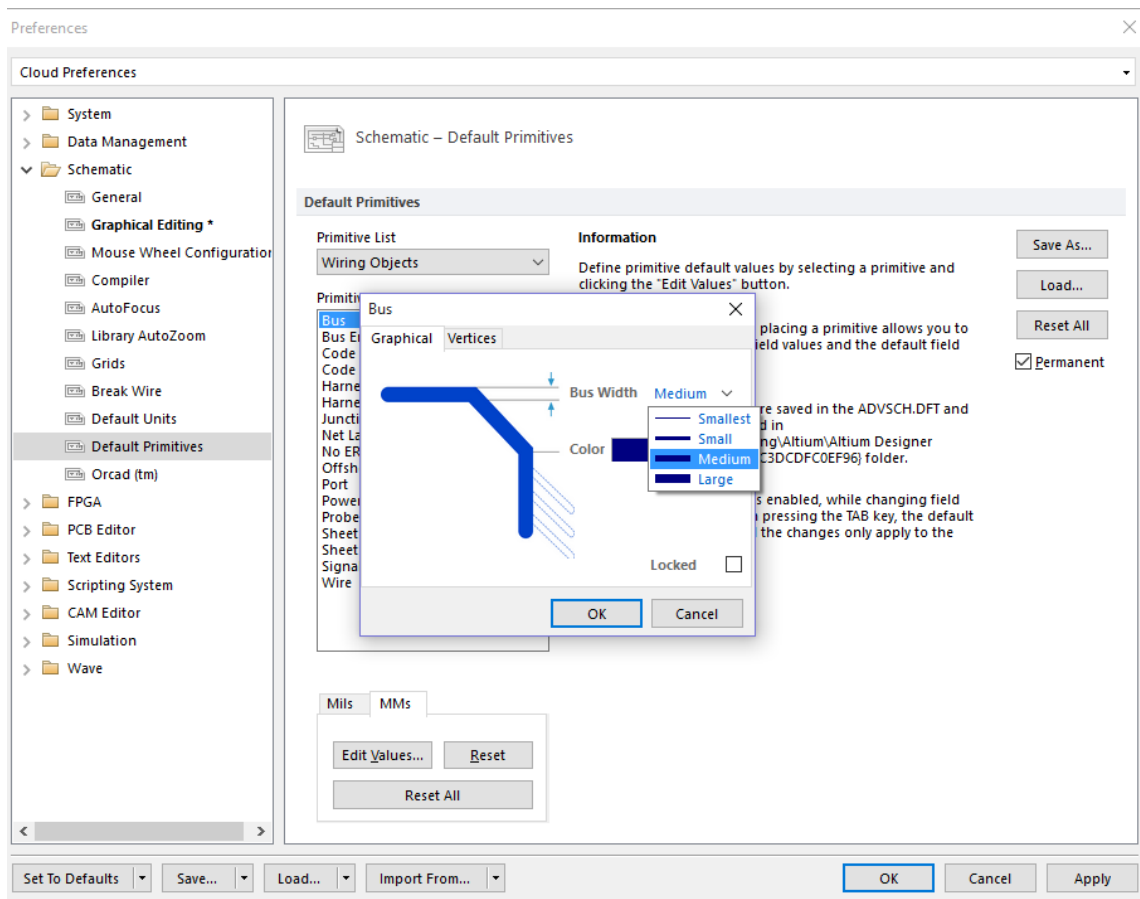 Preferences
Cloud Preferences
System
Data Management
Schematic
General
Graphical Editing *
Mouse Wheel Configuration
Compiler
AutoFocus
Library AutoZoom
Grids
Break Wire
Default Units
Default Primitives
Orcad (tm)
FPGA
PCB Editor
Text Editors
Scripting System
CAM Editor
Simulation
Wave
Schematic – Default Primitives
Default Primitives
Primitive List
Wiring Objects
Primitiv
Bus
Bus E
Code
Code
Harne
Harne
Juncti
Net La
No ER
Offsh
Port
Power
Probe
Sheet
Sheet
Signa
Wire
Information
Define primitive default values by selecting a primitive and
clicking the "Edit Values" button.
placing a primitive allows you to
ield values and the default field
re saved in the ADVSCH.DFT and
d in
ng\Altium\Altium Designer
C3DCDFC0EF96} folder.
s enabled, while changing field
pressing the TAB key, the default
the changes only apply to the
Save As...
Load...
Reset All
Permanent
Bus
Graphical
Vertices
Bus Width
Medium
Smallest
Small
Medium
Large
Color
Locked
OK
Cancel
Mils
MMs
Edit Values...
Reset
Reset All
Set To Defaults
Save...
Load...
Import From...
OK
Cancel
Apply